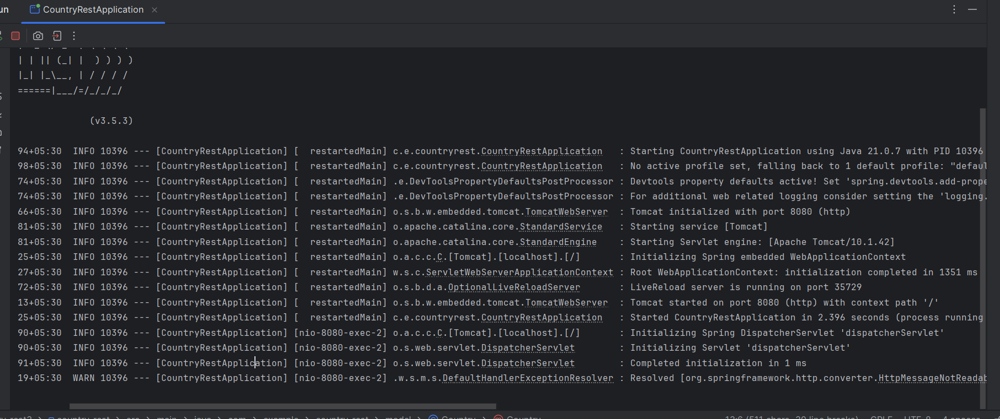 un CountryRestApplication
| | || (_| |  ) ) ) )
|_| |_\__, | / / / /
======|___/=/_/_/_/
(v3.5.3)
94+05:30  INFO 10396 --- [CountryRestApplication] [  restartedMain] c.e.countryrest.CountryRestApplication   : Starting CountryRestApplication using Java 21.0.7 with PID 10396
98+05:30  INFO 10396 --- [CountryRestApplication] [  restartedMain] c.e.countryrest.CountryRestApplication   : No active profile set, falling back to 1 default profile: "defaul
74+05:30  INFO 10396 --- [CountryRestApplication] [  restartedMain] .e.DevToolsPropertyDefaultsPostProcessor : Devtools property defaults active! Set 'spring.devtools.add-prope
74+05:30  INFO 10396 --- [CountryRestApplication] [  restartedMain] .e.DevToolsPropertyDefaultsPostProcessor : For additional web related logging consider setting the 'logging.
66+05:30  INFO 10396 --- [CountryRestApplication] [  restartedMain] o.s.b.w.embedded.tomcat.TomcatWebServer  : Tomcat initialized with port 8080 (http)
81+05:30  INFO 10396 --- [CountryRestApplication] [  restartedMain] o.apache.catalina.core.StandardService   : Starting service [Tomcat]
81+05:30  INFO 10396 --- [CountryRestApplication] [  restartedMain] o.apache.catalina.core.StandardEngine    : Starting Servlet engine: [Apache Tomcat/10.1.42]
25+05:30  INFO 10396 --- [CountryRestApplication] [  restartedMain] o.a.c.c.C.[Tomcat].[localhost].[/]       : Initializing Spring embedded WebApplicationContext
27+05:30  INFO 10396 --- [CountryRestApplication] [  restartedMain] w.s.c.ServletWebServerApplicationContext : Root WebApplicationContext: initialization completed in 1351 ms
72+05:30  INFO 10396 --- [CountryRestApplication] [  restartedMain] o.s.b.d.a.OptionalLiveReloadServer       : LiveReload server is running on port 35729
13+05:30  INFO 10396 --- [CountryRestApplication] [  restartedMain] o.s.b.w.embedded.tomcat.TomcatWebServer  : Tomcat started on port 8080 (http) with context path '/'
25+05:30  INFO 10396 --- [CountryRestApplication] [  restartedMain] c.e.countryrest.CountryRestApplication   : Started CountryRestApplication in 2.396 seconds (process running
90+05:30  INFO 10396 --- [CountryRestApplication] [nio-8080-exec-2] o.a.c.c.C.[Tomcat].[localhost].[/]       : Initializing Spring DispatcherServlet 'dispatcherServlet'
90+05:30  INFO 10396 --- [CountryRestApplication] [nio-8080-exec-2] o.s.web.servlet.DispatcherServlet        : Initializing Servlet 'dispatcherServlet'
91+05:30  INFO 10396 --- [CountryRestApplication] [nio-8080-exec-2] o.s.web.servlet.DispatcherServlet        : Completed initialization in 1 ms
19+05:30  WARN 10396 --- [CountryRestApplication] [nio-8080-exec-2] .w.s.m.s.DefaultHandlerExceptionResolver : Resolved [org.springframework.http.converter.HttpMessageNotReadab
src > main > java > com > example > country_rest > model > Country > Country